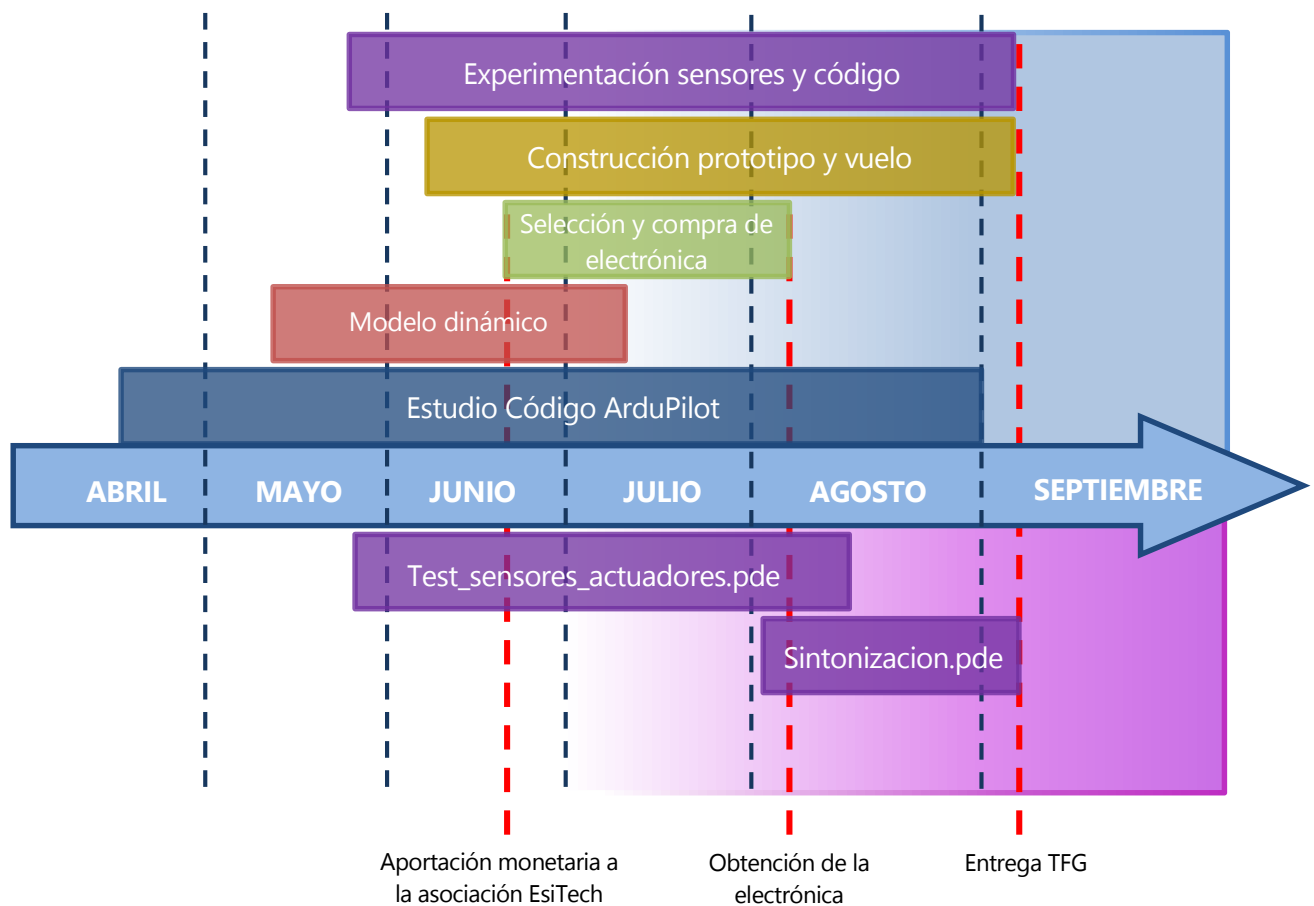 Experimentación sensores y código
Construcción prototipo y vuelo
Selección y compra de
electrónica
Modelo dinámico
Estudio Código ArduPilot
ABRIL MAYO JUNIO JULIO AGOSTO SEPTIEMBRE
Test_sensores_actuadores.pde
Sintonizacion.pde
Aportación monetaria a
la asociación EsiTech
Obtención de la
electrónica
Entrega TFG